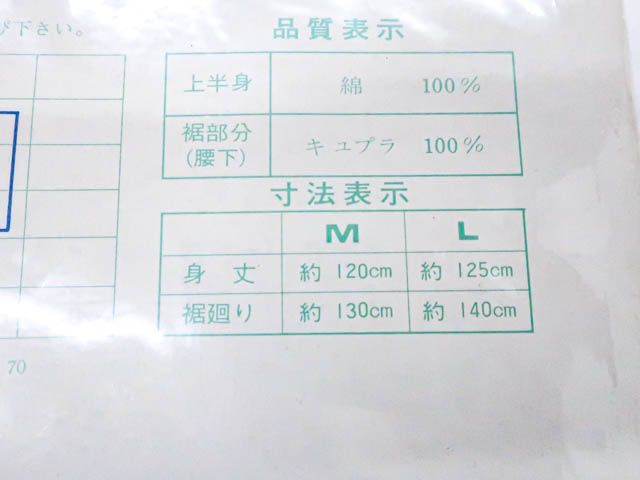 び下さい。
品質表示
上半身 綿 100%
裾部分
(腰下) キュプラ 100%
寸法表示
M L
身丈 約 120cm 約 125cm
裾廻り 約 130cm 約 140cm
70